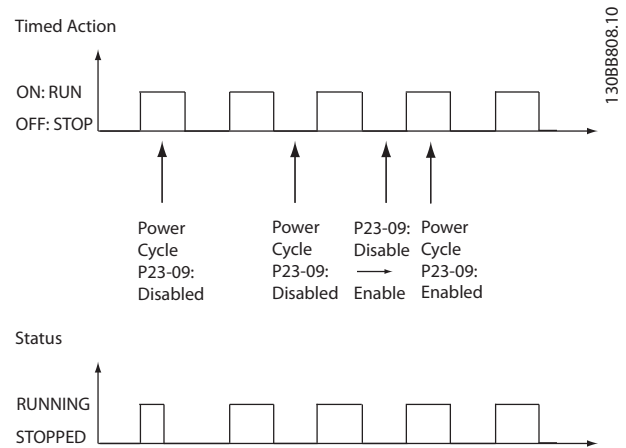 Timed Action
130BB808.10
ON: RUN
OFF: STOP
Power
Cycle
P23-09:
Disabled
Power
Cycle
P23-09:
Disabled
P23-09:
Disable
Enable
Power
Cycle
P23-09:
Enabled
Status
RUNNING
STOPPED